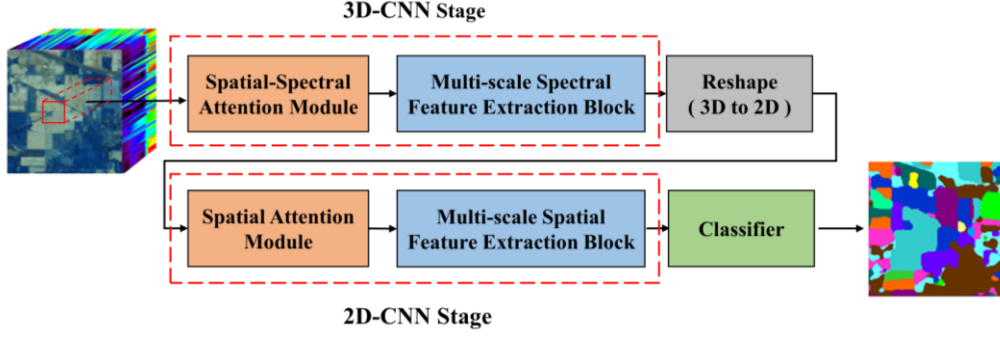 3D-CNN Stage
Spatial-Spectral
Attention Module
Multi-scale Spectral
Feature Extraction Block
Reshape
( 3D to 2D )
Spatial Attention
Module
Multi-scale Spatial
Feature Extraction Block
Classifier
2D-CNN Stage